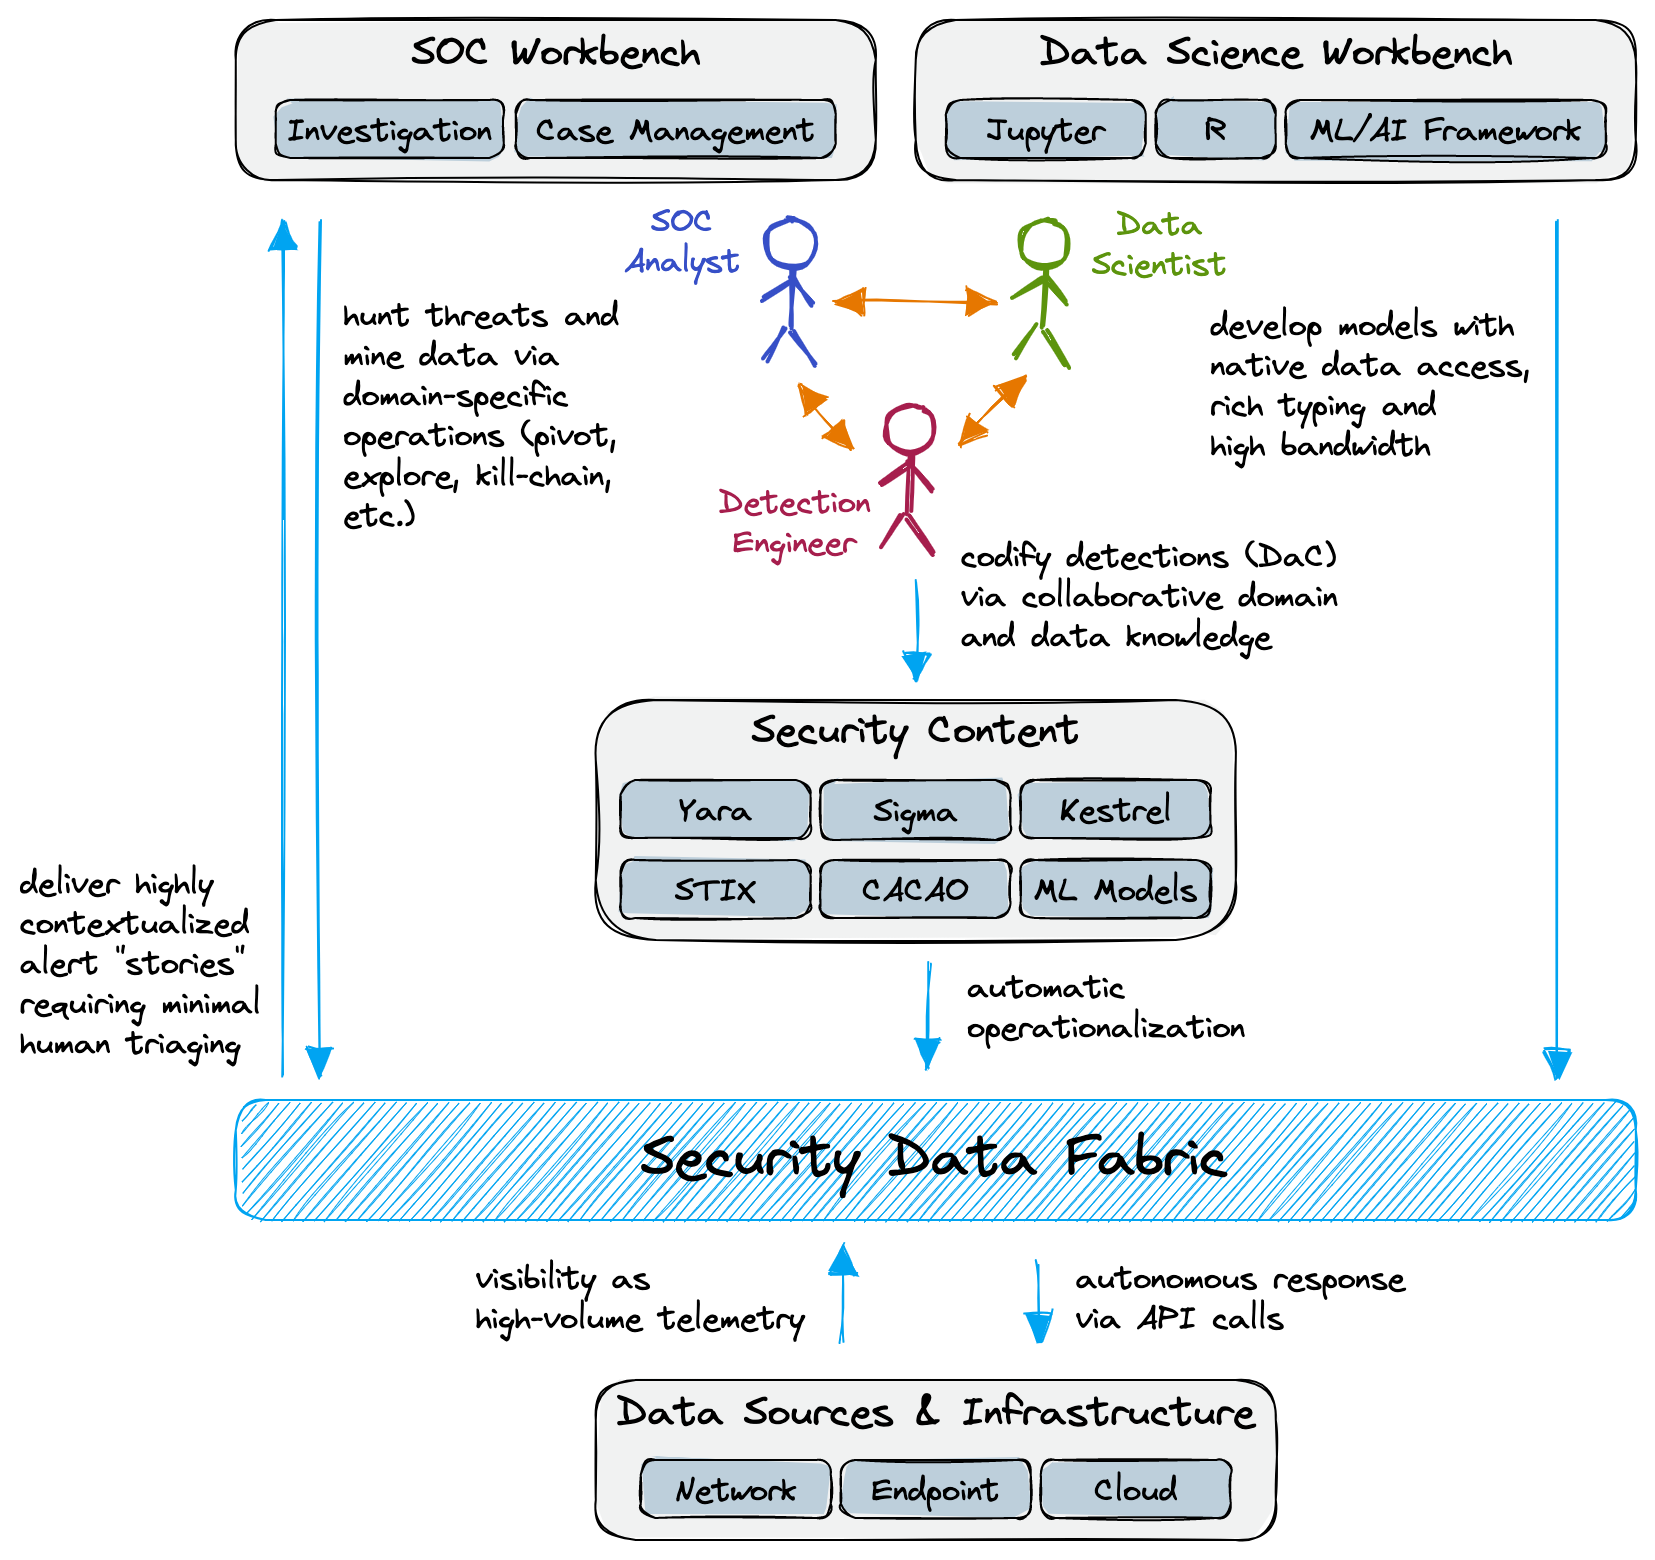 SOC Workbench
Investigation
Case Management
Data Science Workbench
Jupyter
R
ML/AI Framework
SOC
Analyst
Data
Scientist
hunt threats and
mine data via
domain-specific
operations (pivot,
explore, kill-chain,
etc.)
develop models with
native data access,
rich typing and
high bandwidth
Detection
Engineer
codify detections (DaC)
via collaborative domain
and data knowledge
Security Content
Yara
Sigma
Kestrel
STIX
CACAO
ML Models
deliver highly
contextualized
alert "stories"
requiring minimal
human triaging
automatic
operationalization
Security Data Fabric
visibility as
high-volume telemetry
autonomous response
via API calls
Data Sources & Infrastructure
Network
Endpoint
Cloud